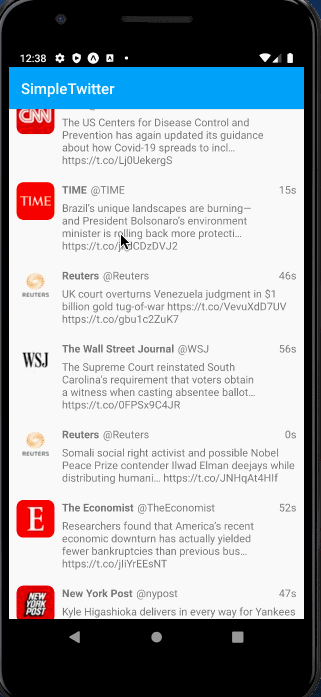 12:38
SimpleTwitter
CNN
The US Centers for Disease Control and
Prevention has again updated its guidance
about how Covid-19 spreads to incl…
https://t.co/Lj0UekergS
TIME
TIME @TIME 15s
Brazil's unique landscapes are burning—
and President Bolsonaro's environment
minister is rolling back more protecti…
REUTERS
Reuters @Reuters 46s
UK court overturns Venezuela judgment in $1
billion gold tug-of-war https://t.co/VevuXdD7UV
https://t.co/gbu1c2ZuK7
WSJ
The Wall Street Journal @WSJ 56s
The Supreme Court reinstated South
Carolina's requirement that voters obtain
a witness when casting absentee ballot…
https://t.co/0FPSx9C4JR
REUTERS
Reuters @Reuters 0s
Somali social right activist and possible Nobel
Peace Prize contender Ilwad Elman deejays while
distributing humani… https://t.co/JNHqAt4HIf
E
The Economist @TheEconomist 52s
Researchers found that America's recent
economic downturn has actually yielded
fewer bankruptcies than previous bus…
https://t.co/jIiYrEEsNT
NEW YORK POST
New York Post @nypost 47s
Kyle Higashioka delivers in every way for Yankees